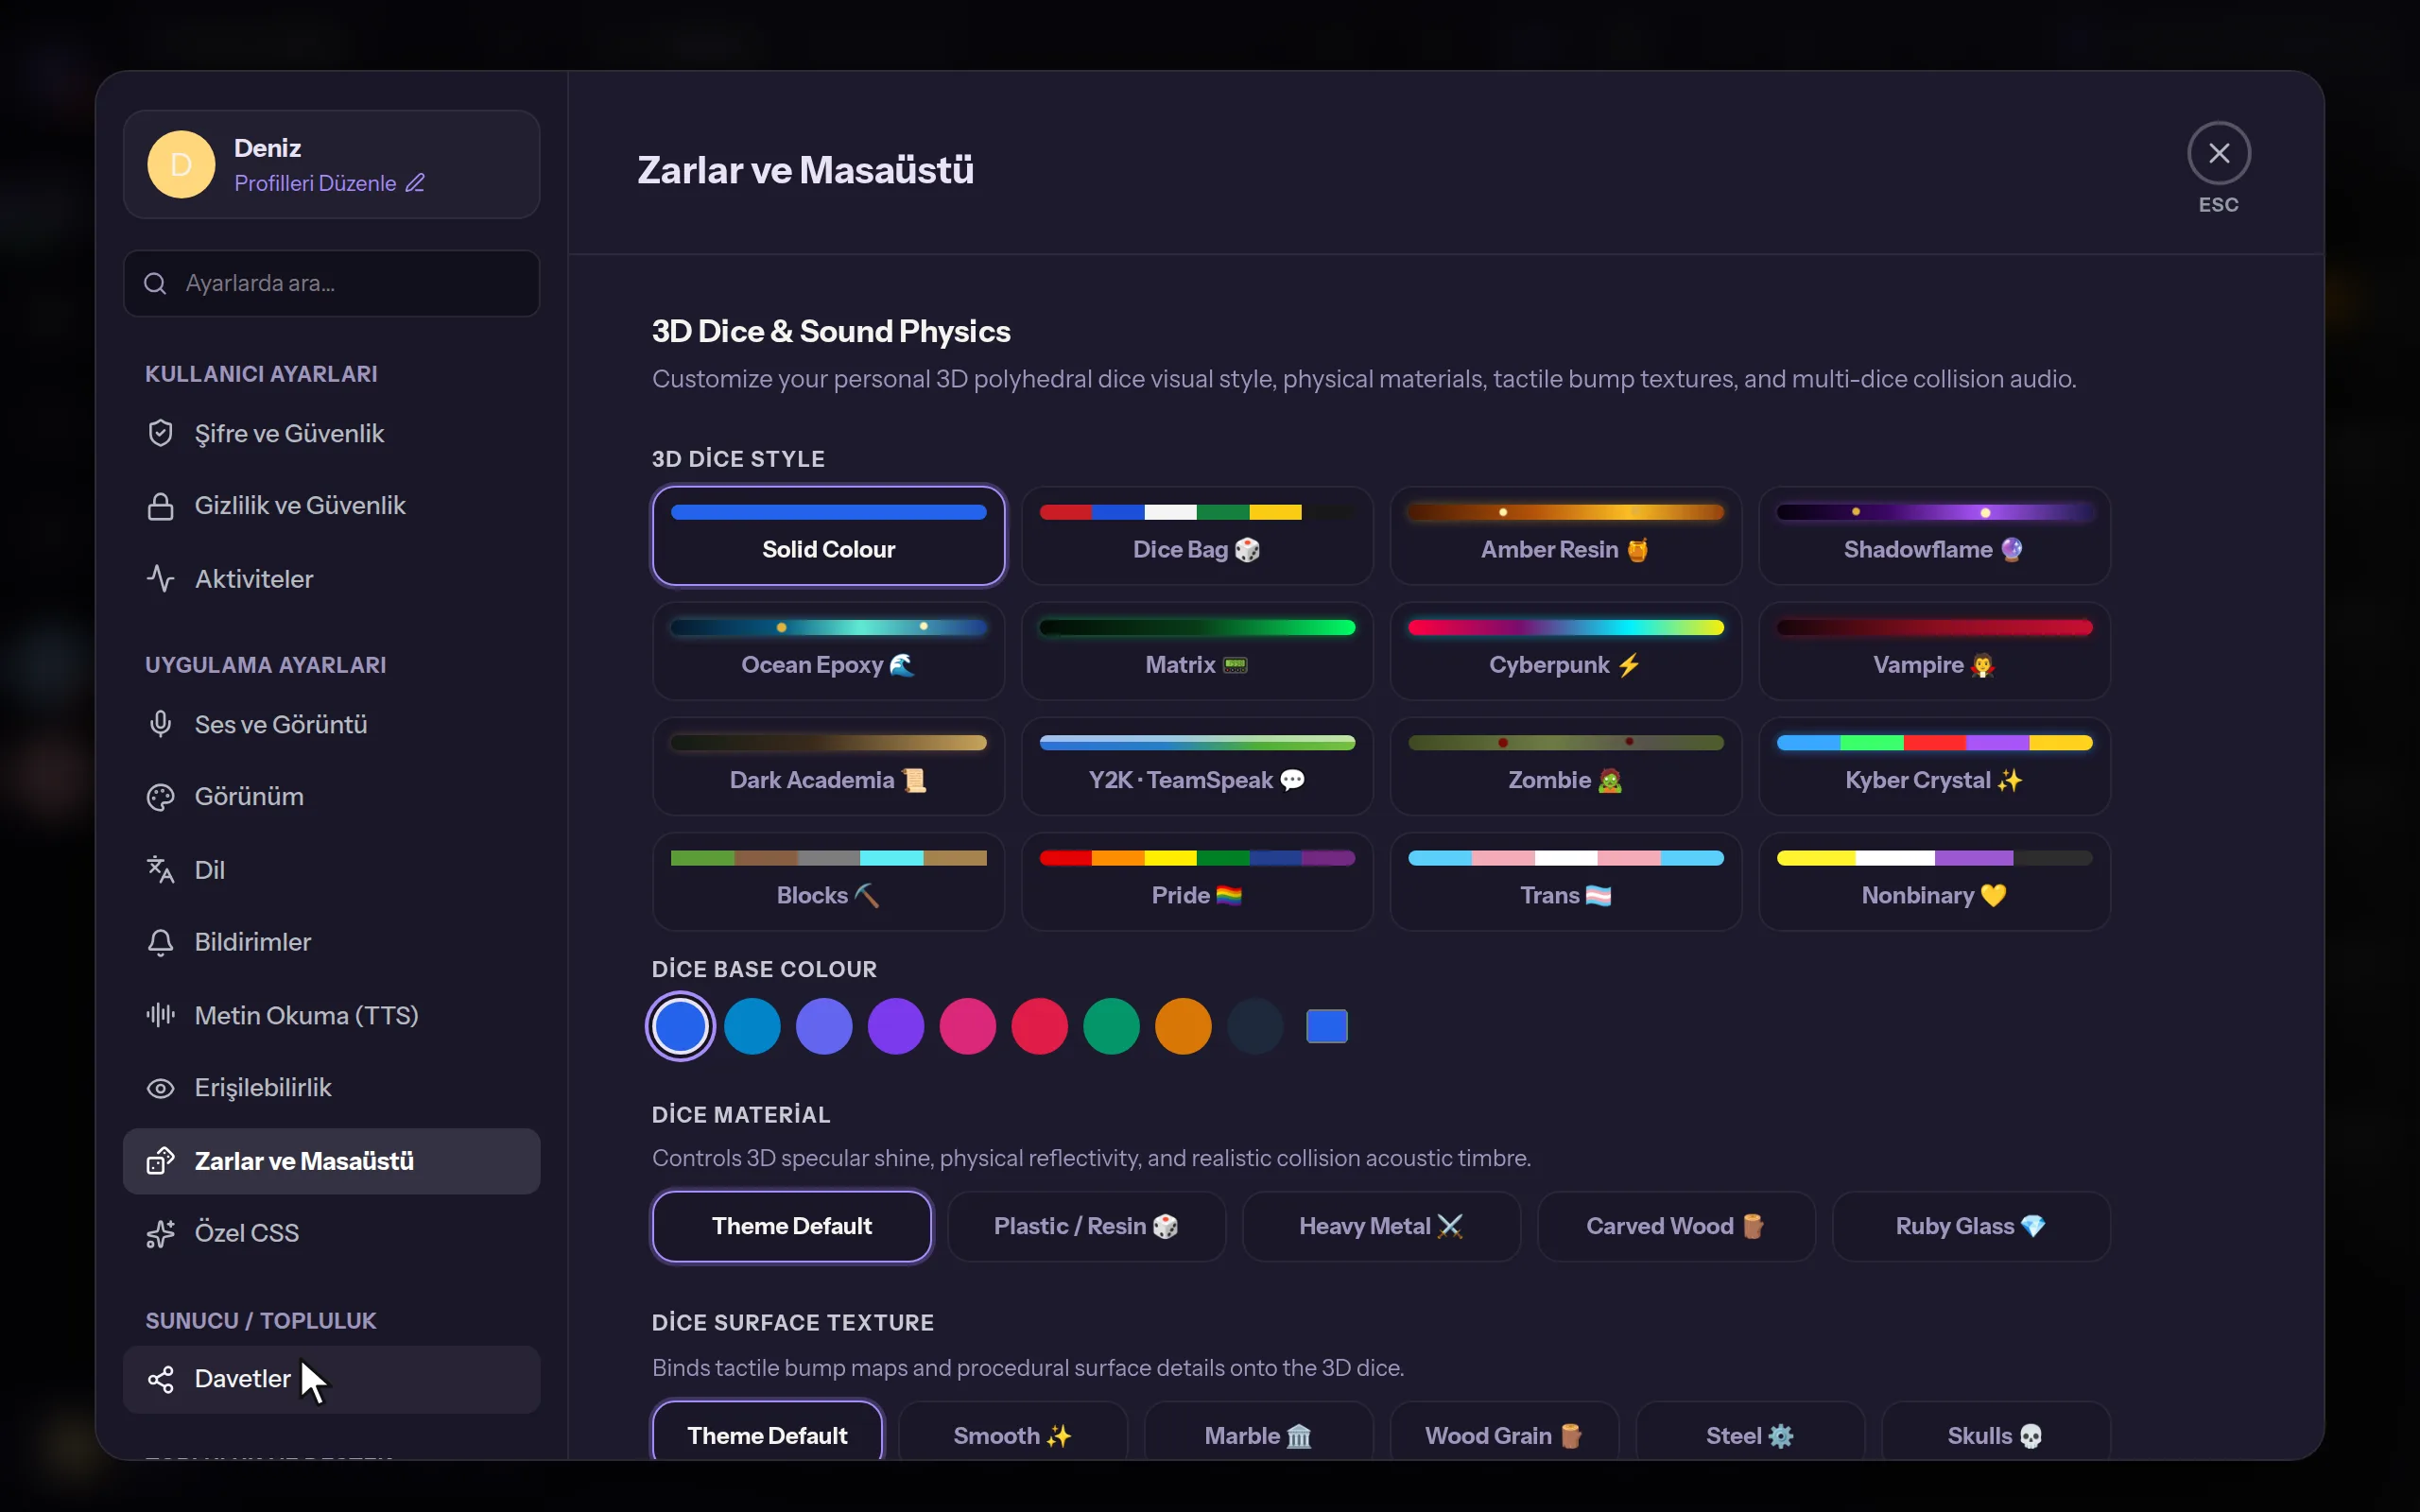 D
Deniz
Profilleri Düzenle
Ayarlarda ara...
KULLANICI AYARLARI
Şifre ve Güvenlik
Gizlilik ve Güvenlik
Aktiviteler
UYGULAMA AYARLARI
Ses ve Görüntü
Görünüm
Dil
Bildirimler
Metin Okuma (TTS)
Erişilebilirlik
Zarlar ve Masaüstü
Özel CSS
SUNUCU / TOPLULUK
Davetler
Zarlar ve Masaüstü
ESC
3D Dice & Sound Physics
Customize your personal 3D polyhedral dice visual style, physical materials, tactile bump textures, and multi-dice collision audio.
3D DİCE STYLE
Solid Colour
Dice Bag 🎲
Amber Resin 🍯
Shadowflame 🔮
Ocean Epoxy 🌊
Matrix 📟
Cyberpunk ⚡
Vampire 🧛
Dark Academia 📜
Y2K · TeamSpeak 💬
Zombie 🧟
Kyber Crystal ✨
Blocks ⛏️
Pride 🏳️‍🌈
Trans 🏳️‍⚧️
Nonbinary 💛
DİCE BASE COLOUR
DİCE MATERİAL
Controls 3D specular shine, physical reflectivity, and realistic collision acoustic timbre.
Theme Default
Plastic / Resin 🎲
Heavy Metal ⚔️
Carved Wood 🪵
Ruby Glass 💎
DİCE SURFACE TEXTURE
Binds tactile bump maps and procedural surface details onto the 3D dice.
Theme Default
Smooth ✨
Marble 🏛️
Wood Grain 🪵
Steel ⚙️
Skulls 💀